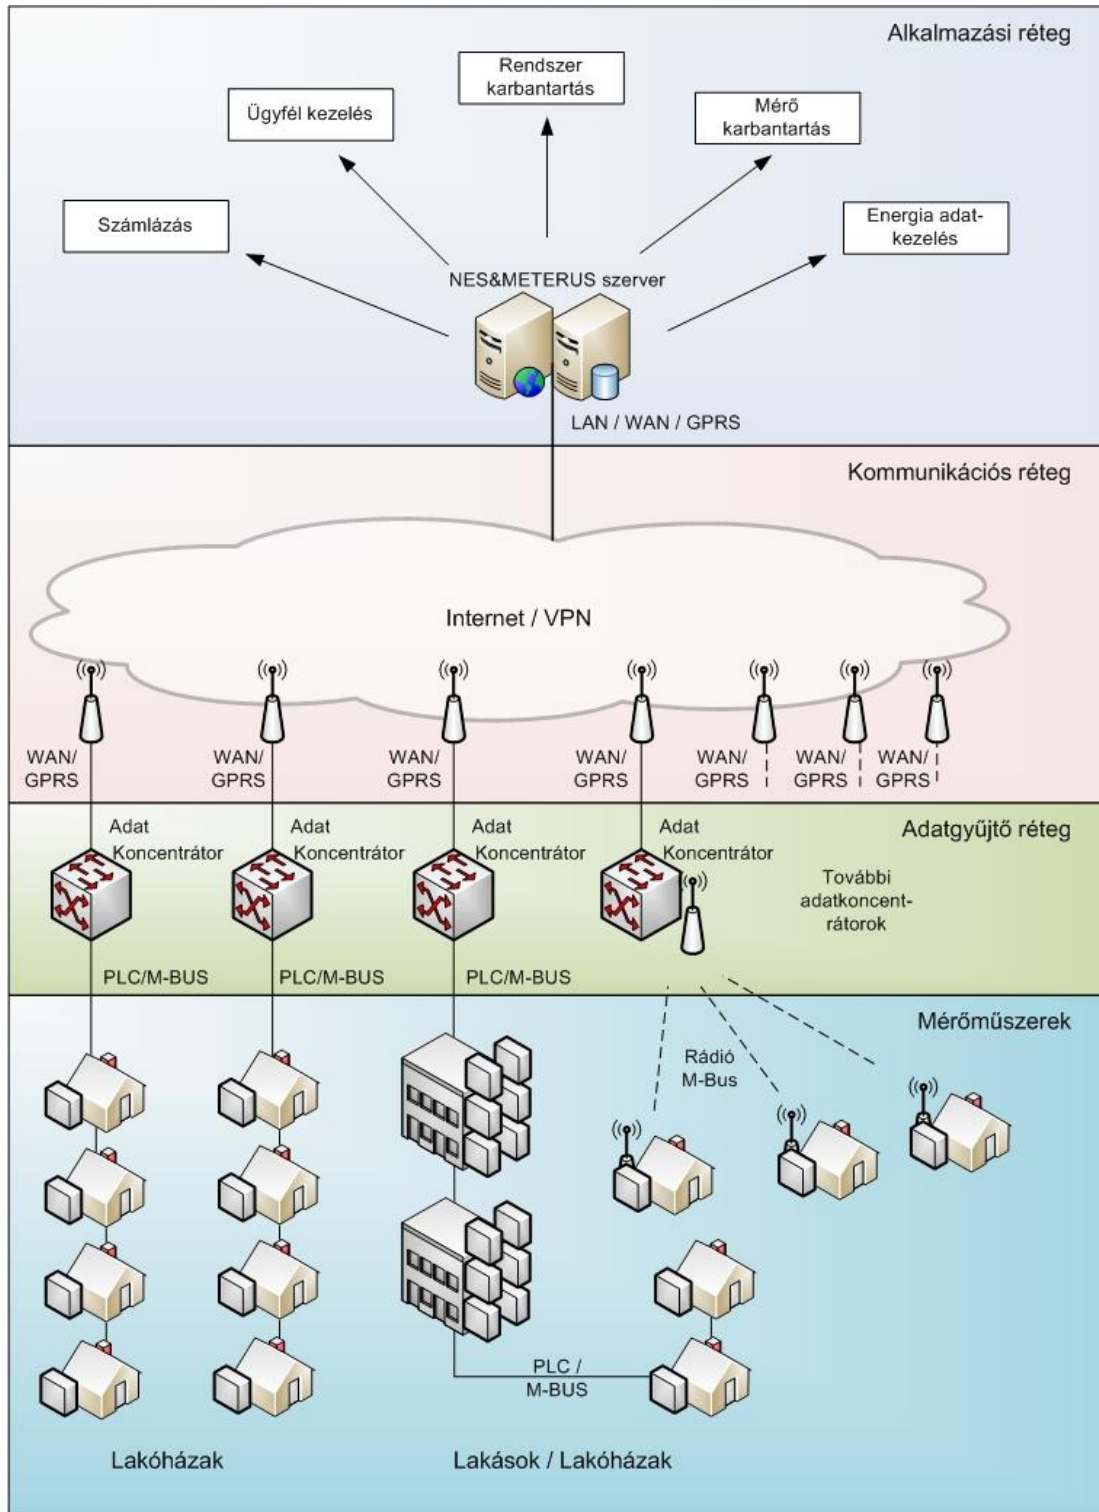 Alkalmazási réteg
Rendszer
karbantartás
Ügyfél kezelés
Mérő
karbantartás
Számlázás
Energia adat-
kezelés
NES&METERUS szerver
LAN / WAN / GPRS
Kommunikációs réteg
Internet / VPN
WAN/
GPRS
WAN/
GPRS
WAN/
GPRS
WAN/
GPRS
WAN/
GPRS
WAN/
GPRS
WAN/
GPRS
Adatgyűjtő réteg
Adat
Koncentrátor
Adat
Koncentrátor
Adat
Koncentrátor
Adat
Koncentrátor
További
adatkoncent-
rátorok
PLC/M-BUS
PLC/M-BUS
PLC/M-BUS
Mérőműszerek
Rádió
M-Bus
PLC /
M-BUS
Lakóházak
Lakások / Lakóházak